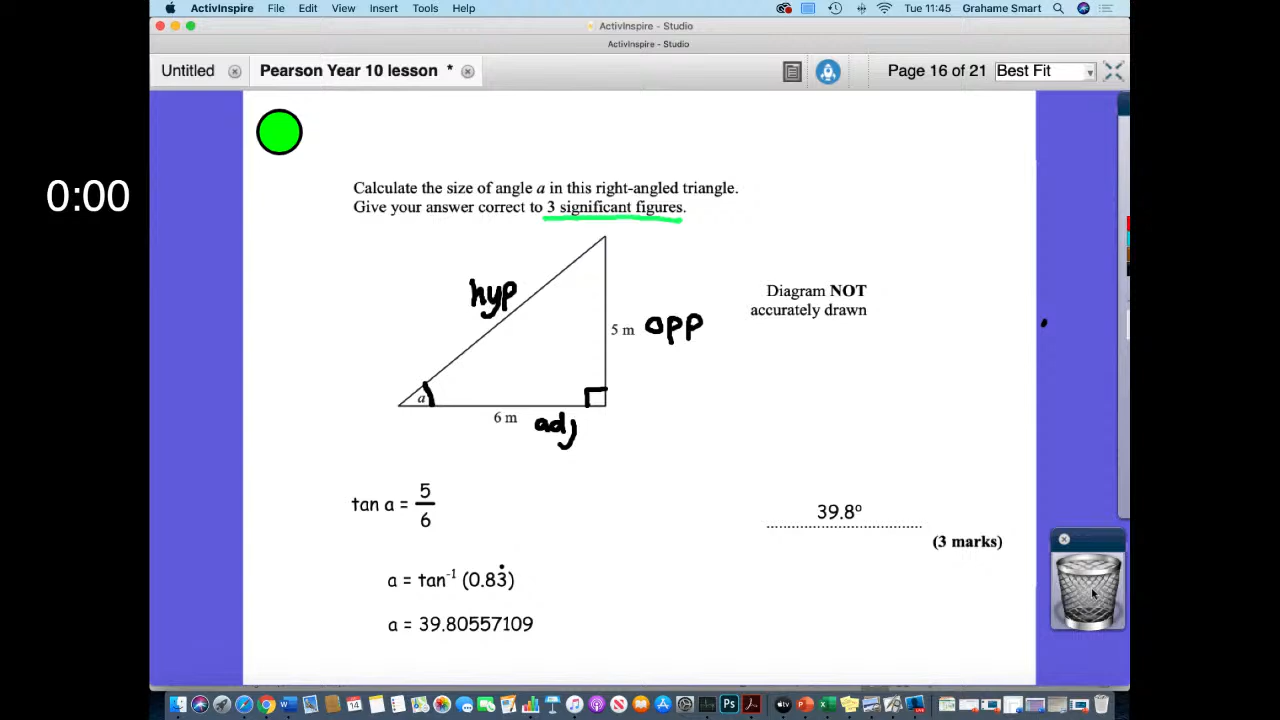 ActivInspire File Edit View Insert Tools Help Tue 11:45 Grahame Smart
ActivInspire - Studio
ActivInspire - Studio
Untitled Pearson Year 10 lesson * Page 16 of 21 Best Fit
0:00
Calculate the size of angle a in this right-angled triangle.
Give your answer correct to 3 significant figures.
hyp
Diagram NOT
accurately drawn
5 m opp
a
6 m adj
tan a = 5/6
39.8º
(3 marks)
a = tan⁻¹ (0.83̇)
a = 39.80557109